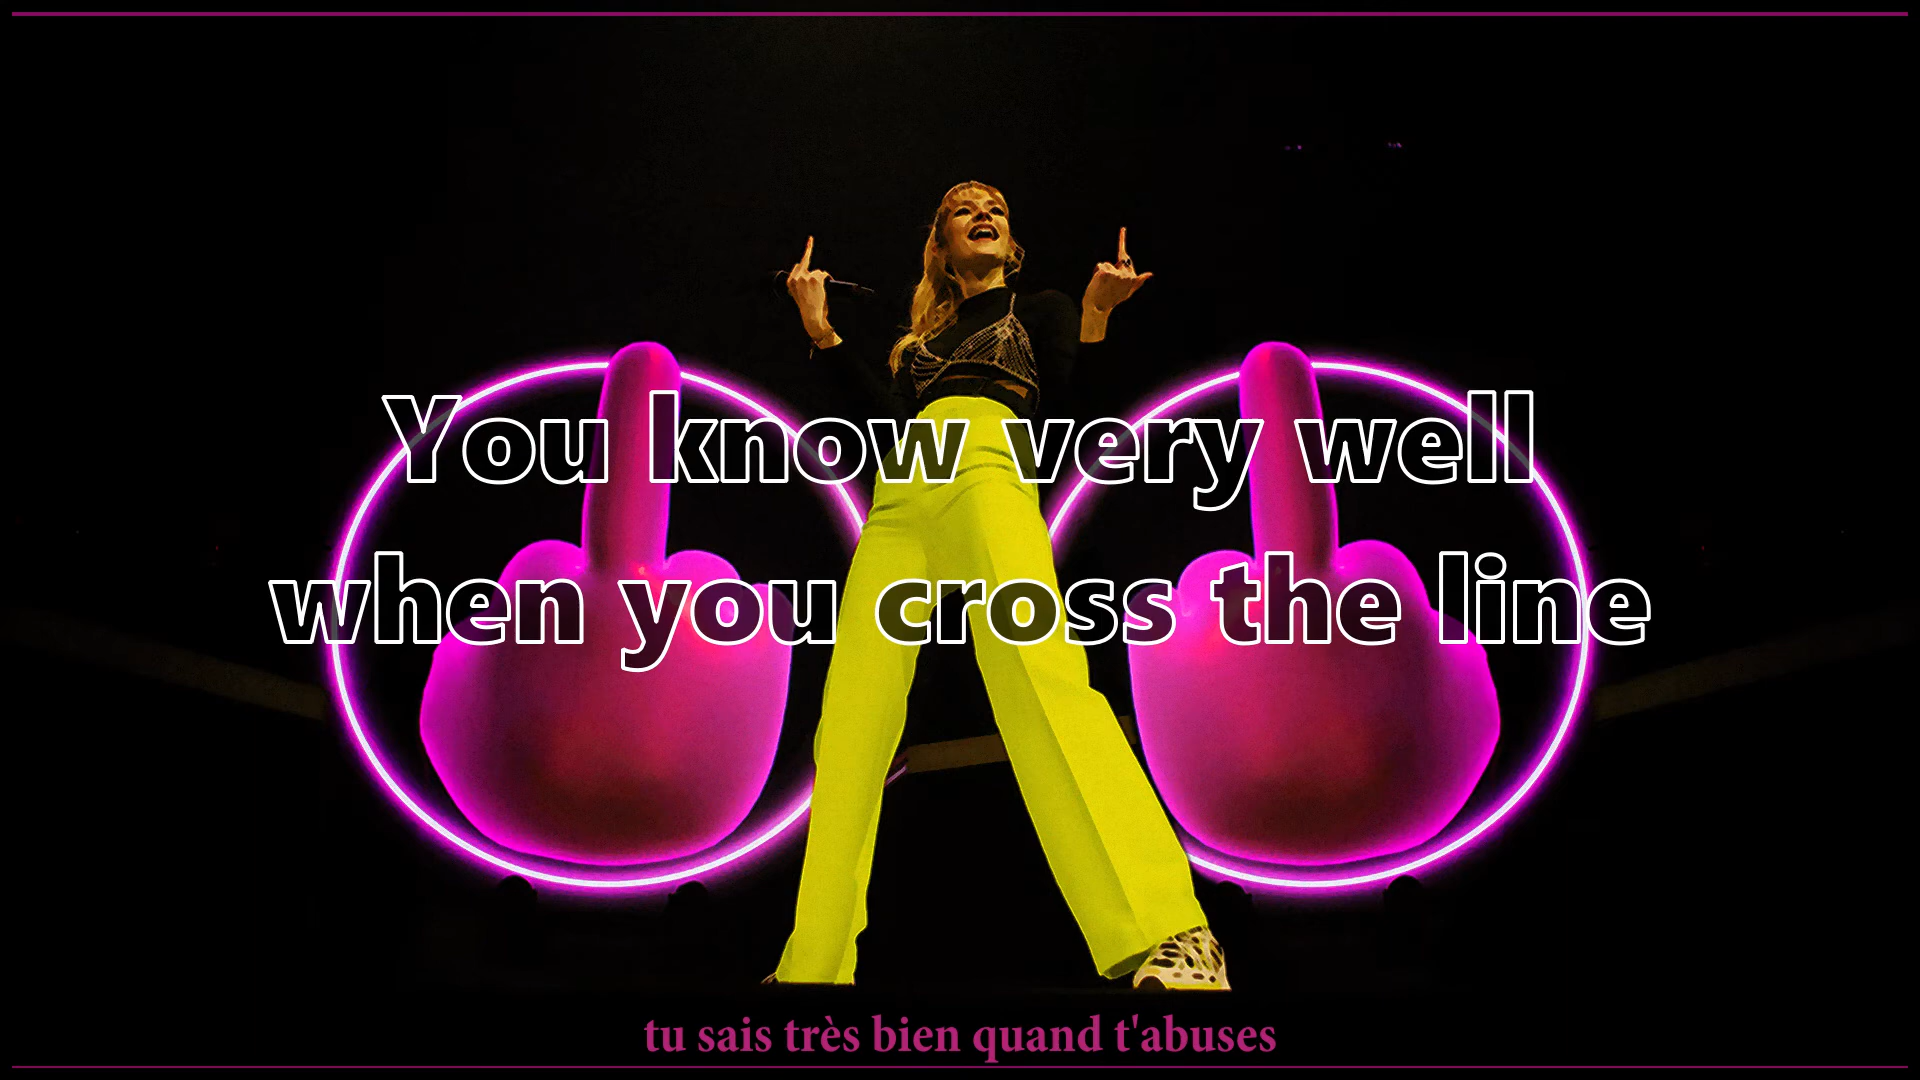 You know very well
when you cross the line
tu sais très bien quand t'abuses